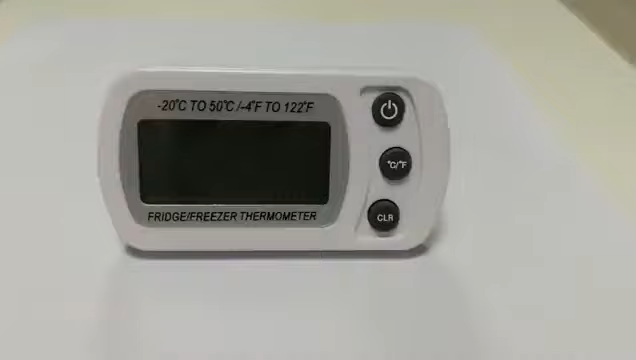 -20°C TO 50°C /-4°F TO 122°F
°C/°F
CLR
FRIDGE/FREEZER THERMOMETER